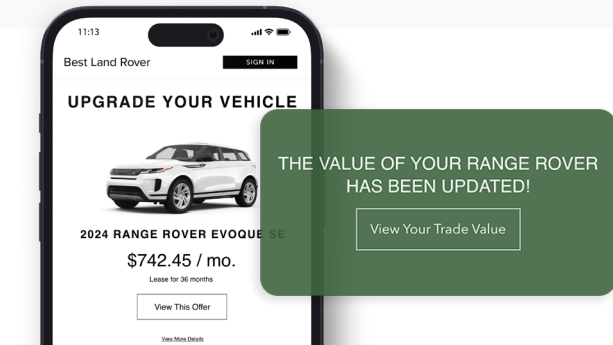 11:13
Best Land Rover
SIGN IN
UPGRADE YOUR VEHICLE
THE VALUE OF YOUR RANGE ROVER
HAS BEEN UPDATED!
View Your Trade Value
2024 RANGE ROVER EVOQUE SE
$742.45 / mo.
Lease for 36 months
View This Offer
View More Details